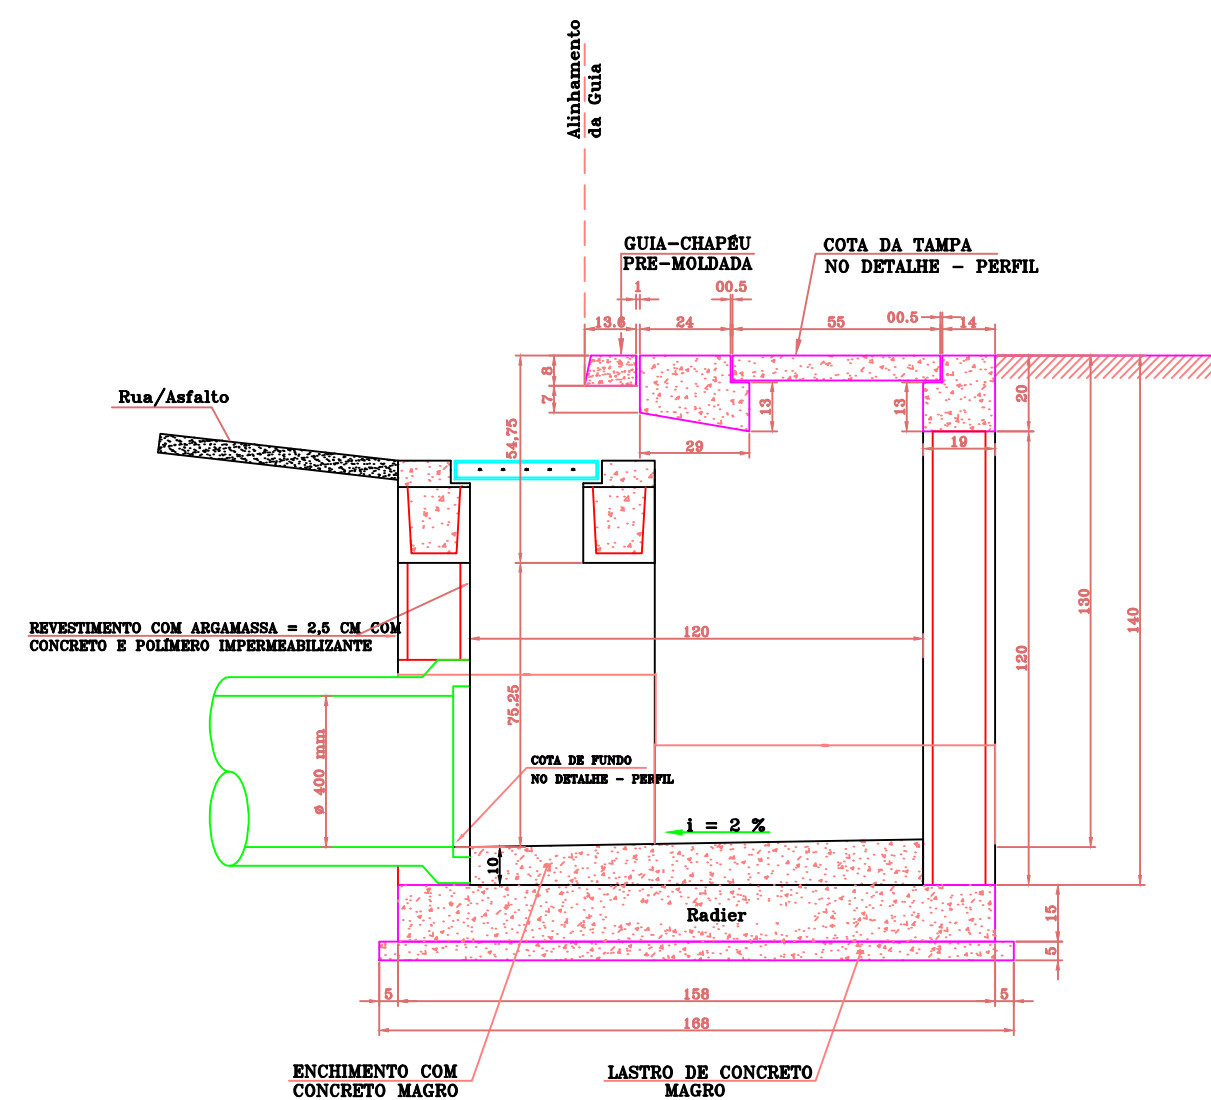 Alinhamento
da Guia
GUIA-CHAPÉU
PRE-MOLDADA
COTA DA TAMPA
NO DETALHE - PERFIL
1
00.5
13.6
24
55
00.5
14
8
7
13
13
20
29
19
54,75
Rua/Asfalto
REVESTIMENTO COM ARGAMASSA = 2,5 CM COM
CONCRETO E POLÍMERO IMPERMEABILIZANTE
120
130
140
120
75.25
ø 400 mm
COTA DE FUNDO
NO DETALHE - PERFIL
i = 2 %
10
Radier
15
5
5
158
5
168
ENCHIMENTO COM
CONCRETO MAGRO
LASTRO DE CONCRETO
MAGRO